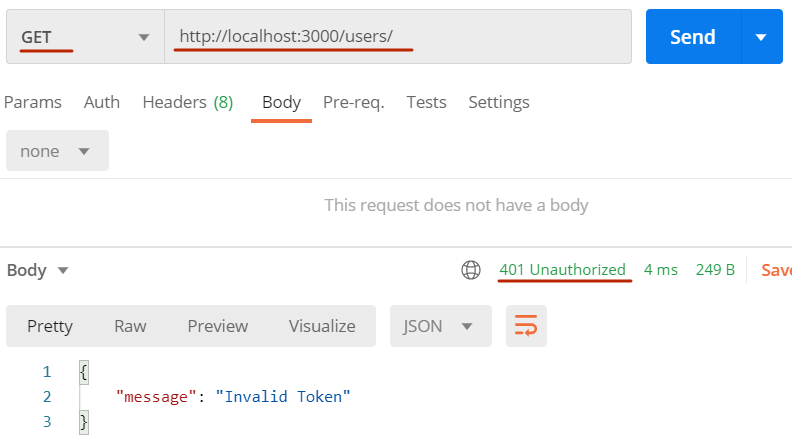 GET http://localhost:3000/users/ Send
Params Auth Headers (8) Body Pre-req. Tests Settings
none
This request does not have a body
Body 401 Unauthorized 4 ms 249 B Save
Pretty Raw Preview Visualize JSON
1 {
2 "message": "Invalid Token"
3 }